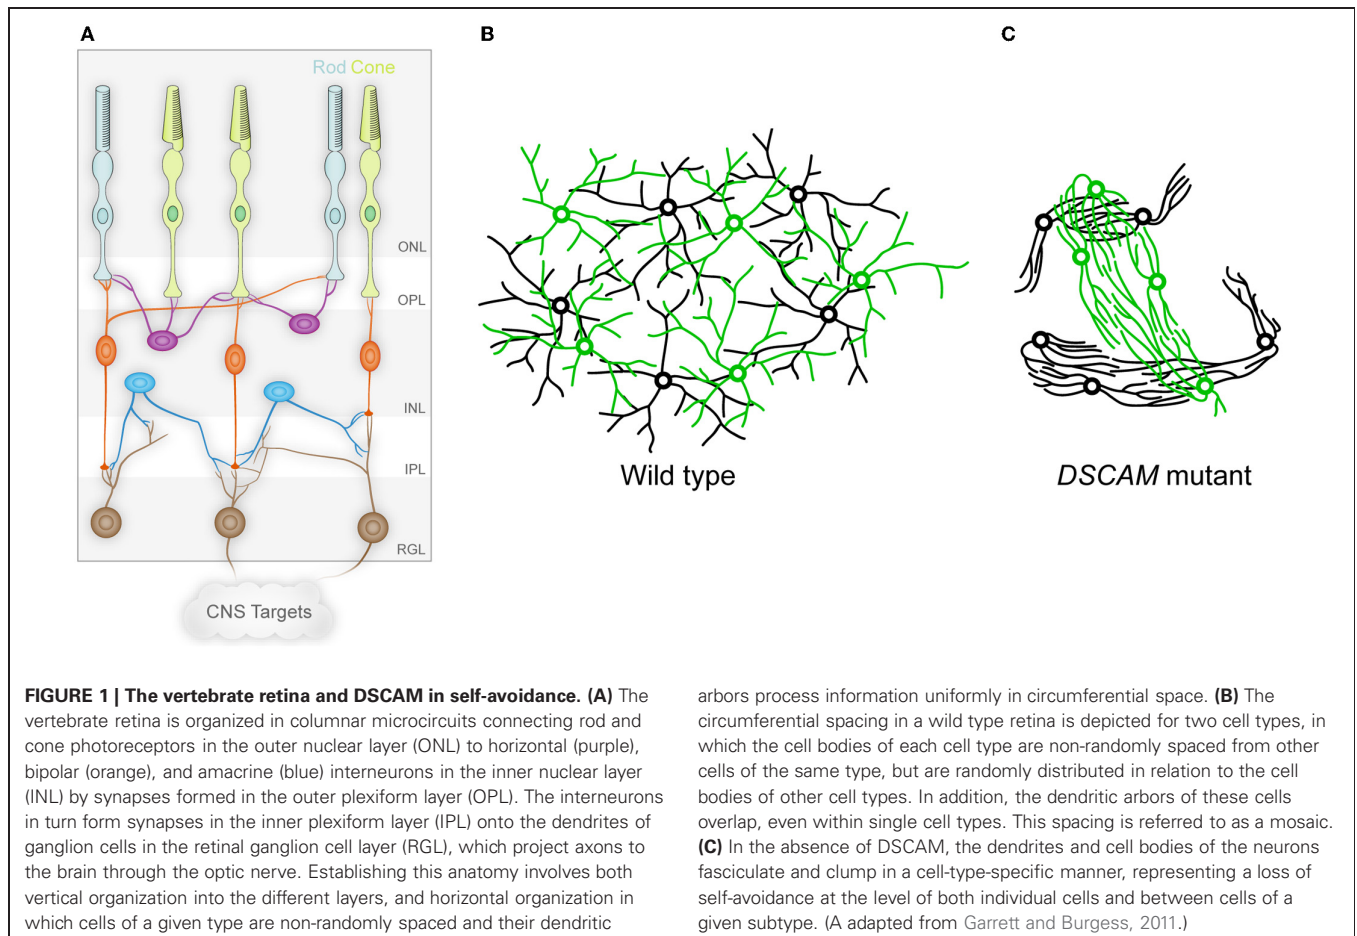 A
B
C
Rod Cone
ONL
OPL
INL
IPL
RGL
CNS Targets
Wild type
DSCAM mutant
FIGURE 1 | The vertebrate retina and DSCAM in self-avoidance. (A) The
vertebrate retina is organized in columnar microcircuits connecting rod and
cone photoreceptors in the outer nuclear layer (ONL) to horizontal (purple),
bipolar (orange), and amacrine (blue) interneurons in the inner nuclear layer
(INL) by synapses formed in the outer plexiform layer (OPL). The interneurons
in turn form synapses in the inner plexiform layer (IPL) onto the dendrites of
ganglion cells in the retinal ganglion cell layer (RGL), which project axons to
the brain through the optic nerve. Establishing this anatomy involves both
vertical organization into the different layers, and horizontal organization in
which cells of a given type are non-randomly spaced and their dendritic
arbors process information uniformly in circumferential space. (B) The
circumferential spacing in a wild type retina is depicted for two cell types, in
which the cell bodies of each cell type are non-randomly spaced from other
cells of the same type, but are randomly distributed in relation to the cell
bodies of other cell types. In addition, the dendritic arbors of these cells
overlap, even within single cell types. This spacing is referred to as a mosaic.
(C) In the absence of DSCAM, the dendrites and cell bodies of the neurons
fasciculate and clump in a cell-type-specific manner, representing a loss of
self-avoidance at the level of both individual cells and between cells of a
given subtype. (A adapted from Garrett and Burgess, 2011.)